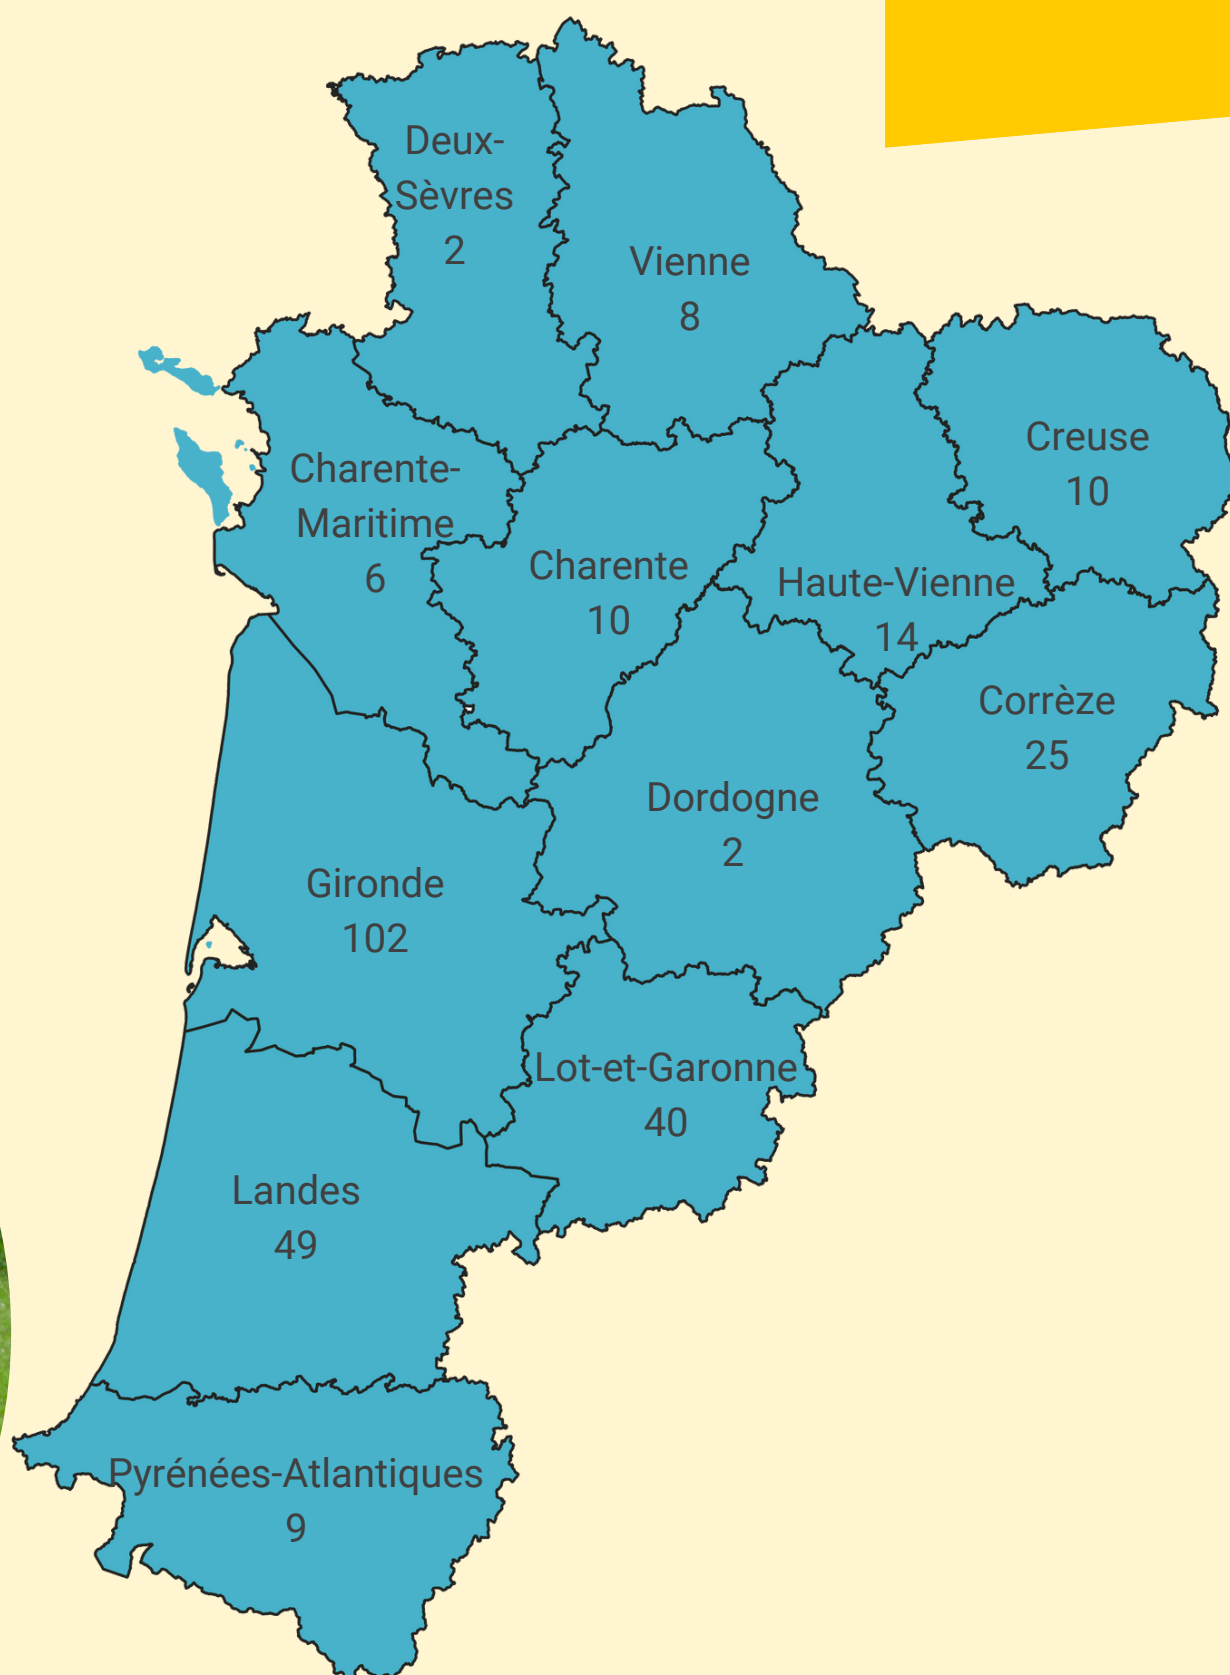 Deux-
Sèvres
2
Vienne
8
Creuse
10
Charente-
Maritime
6
Charente
10
Haute-Vienne
14
Corrèze
25
Dordogne
2
Gironde
102
Lot-et-Garonne
40
Landes
49
Pyrénées-Atlantiques
9